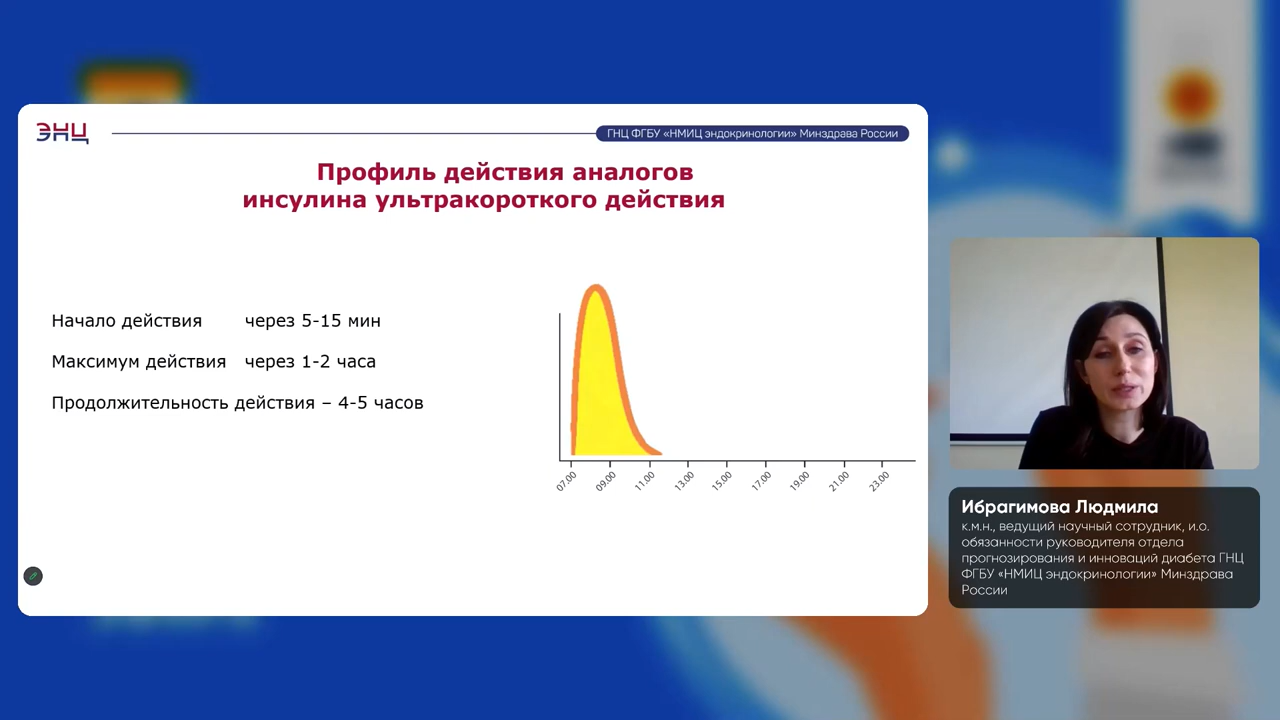 ЭНЦ
ГНЦ ФГБУ «НМИЦ эндокринологии» Минздрава России
Профиль действия аналогов
инсулина ультракороткого действия
Начало действия через 5-15 мин
Максимум действия через 1-2 часа
Продолжительность действия – 4-5 часов
07.00 09.00 11.00 13.00 15.00 17.00 19.00 21.00 23.00
Ибрагимова Людмила
к.м.н., ведущий научный сотрудник, и.о.
обязанности руководителя отдела
прогнозирования и инноваций диабета ГНЦ
ФГБУ «НМИЦ эндокринологии» Минздрава
России